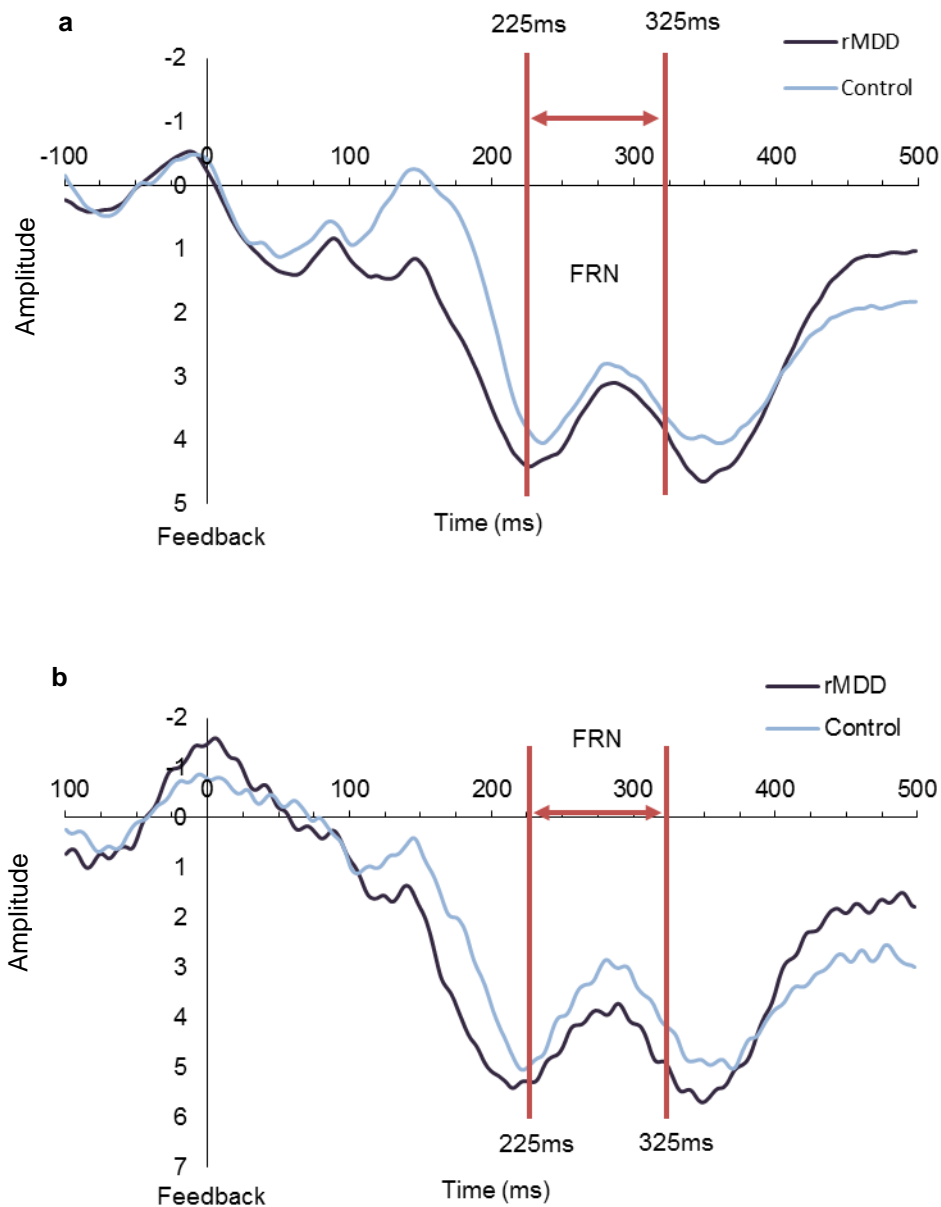 a
225ms 325ms
rMDD
Control
-2
-1
-100 0 100 200 300 400 500
0
1
FRN
2
3
4
5
Amplitude
Time (ms)
Feedback
b
rMDD
Control
-2
FRN
-1
100 0 100 200 300 400 500
0
1
2
3
4
5
6
7
Amplitude
225ms 325ms
Time (ms)
Feedback